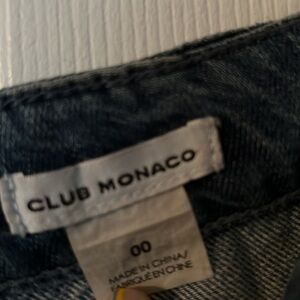 CLUB MONACO
00
MADE IN CHINA/
FABRIQUÉ EN CHINE